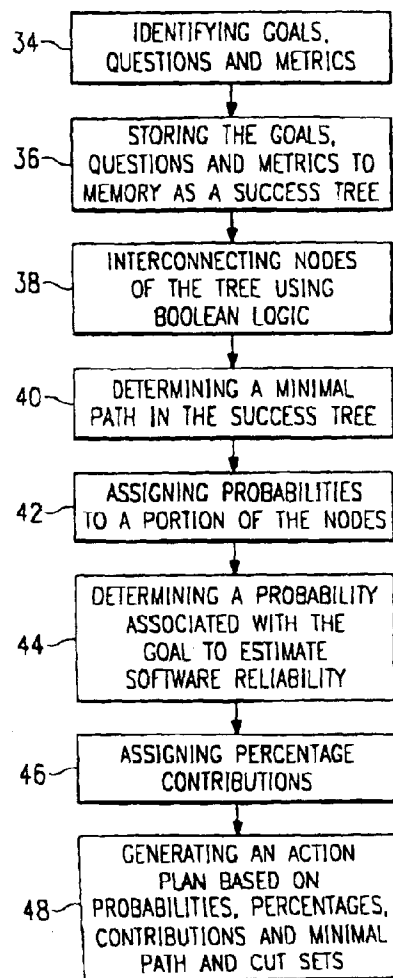 34
IDENTIFYING GOALS,
QUESTIONS AND METRICS
36
STORING THE GOALS,
QUESTIONS AND METRICS TO
MEMORY AS A SUCCESS TREE
38
INTERCONNECTING NODES
OF THE TREE USING
BOOLEAN LOGIC
40
DETERMINING A MINIMAL
PATH IN THE SUCCESS TREE
42
ASSIGNING PROBABILITIES
TO A PORTION OF THE NODES
44
DETERMINING A PROBABILITY
ASSOCIATED WITH THE
GOAL TO ESTIMATE
SOFTWARE RELIABILITY
46
ASSIGNING PERCENTAGE
CONTRIBUTIONS
48
GENERATING AN ACTION
PLAN BASED ON
PROBABILITIES, PERCENTAGES,
CONTRIBUTIONS AND MINIMAL
PATH AND CUT SETS